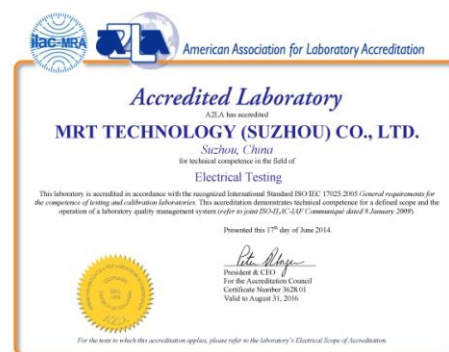 ilac-MRA
A2LA
American Association for Laboratory Accreditation
Accredited Laboratory
A2LA has accredited
MRT TECHNOLOGY (SUZHOU) CO., LTD.
Suzhou, China
for technical competence in the field of
Electrical Testing
This laboratory is accredited in accordance with the recognized International Standard ISO/IEC 17025:2005 General requirements for
the competence of testing and calibration laboratories. This accreditation demonstrates technical competence for a defined scope and the
operation of a laboratory quality management system (refer to joint ISO-ILAC-IAF Communiqué dated 8 January 2009).
Presented this 17th day of June 2014.
President & CEO
For the Accreditation Council
Certificate Number 3628.01
Valid to August 31, 2016
A2LA
For the tests to which this accreditation applies, please refer to the laboratory's Electrical Scope of Accreditation.